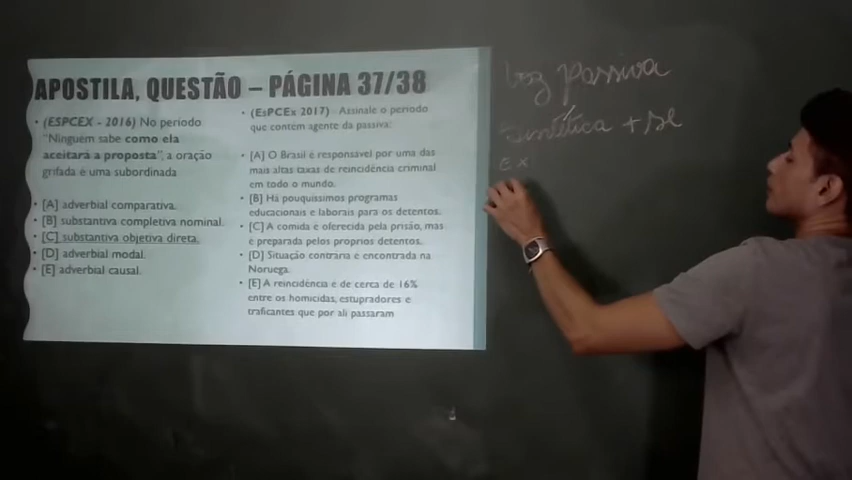 APOSTILA, QUESTÃO – PÁGINA 37/38
• (ESPCEX - 2016) No período
"Ninguém sabe como ela
aceitará a proposta", a oração
grifada é uma subordinada
• [A] adverbial comparativa.
• [B] substantiva completiva nominal.
• [C] substantiva objetiva direta.
• [D] adverbial modal.
• [E] adverbial causal.
• (EsPCEx 2017) Assinale o período
que contém agente da passiva:
• [A] O Brasil é responsável por uma das
mais altas taxas de reincidência criminal
em todo o mundo.
• [B] Há pouquíssimos programas
educacionais e laborais para os detentos.
• [C] A comida é oferecida pela prisão, mas
é preparada pelos próprios detentos.
• [D] Situação contrária é encontrada na
Noruega.
• [E] A reincidência é de cerca de 16%
entre os homicidas, estupradores e
traficantes que por ali passaram
Voz passiva
sintética + se
Ex